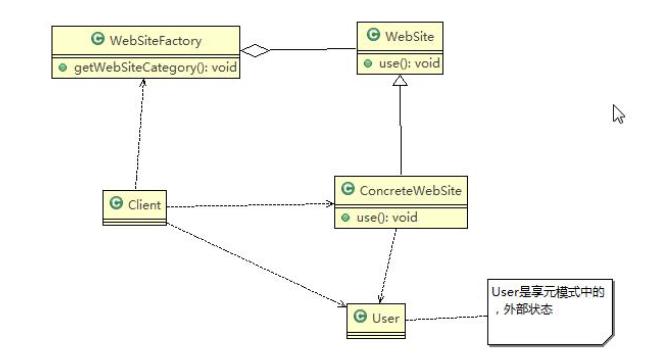 WebSiteFactory
getWebSiteCategory(): void
WebSite
use(): void
Client
ConcreteWebSite
use(): void
User
User是享元模式中的
，外部状态